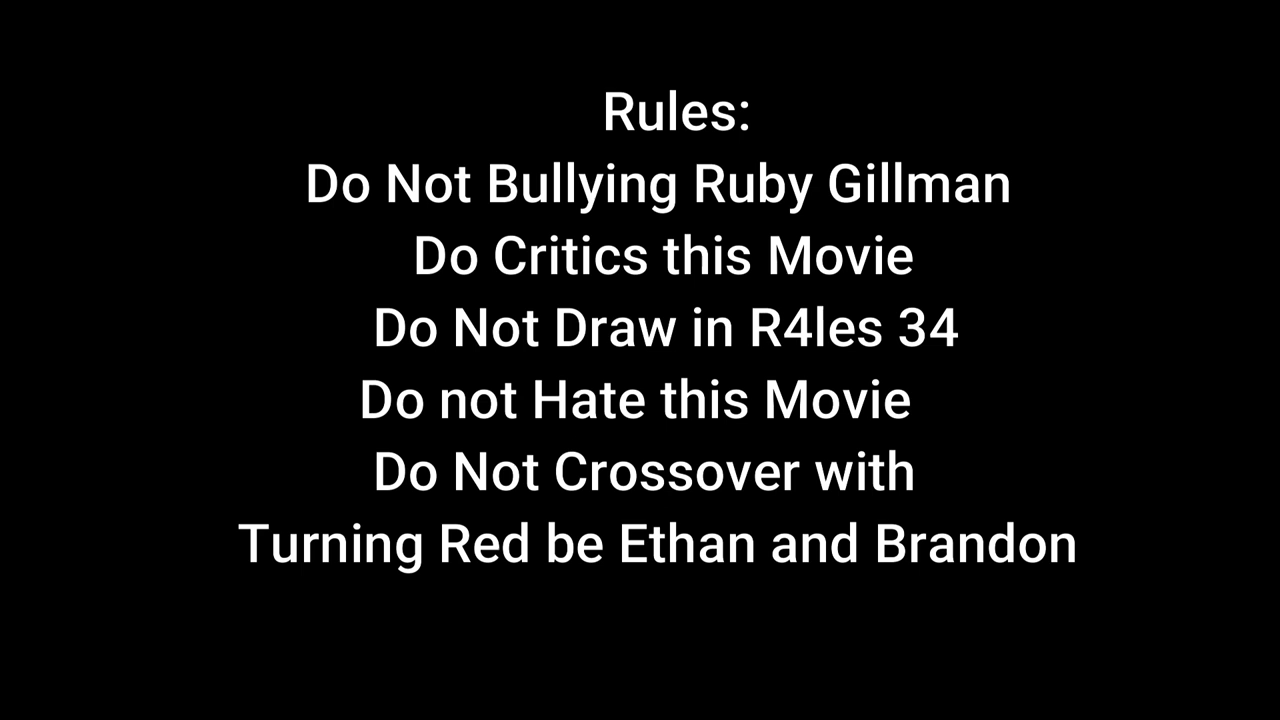 Rules:
Do Not Bullying Ruby Gillman
Do Critics this Movie
Do Not Draw in R4les 34
Do not Hate this Movie
Do Not Crossover with
Turning Red be Ethan and Brandon